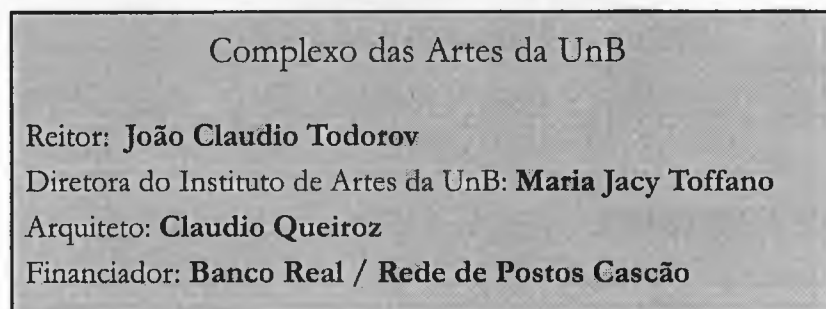 Complexo das Artes da UnB
Reitor: João Claudio Todorov
Diretora do Instituto de Artes da UnB: Maria Jacy Toffano
Arquiteto: Claudio Queiroz
Financiador: Banco Real / Rede de Postos Gascão